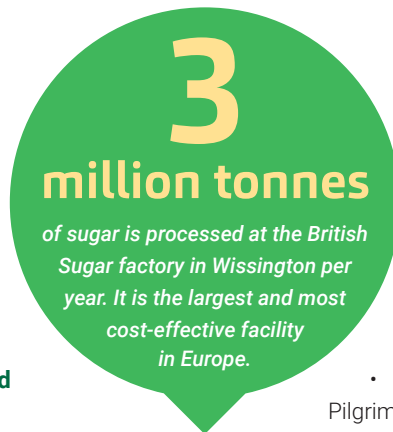 3
million tonnes
of sugar is processed at the British
Sugar factory in Wissington per
year. It is the largest and most
cost-effective facility
in Europe.
d
•
Pilgrim